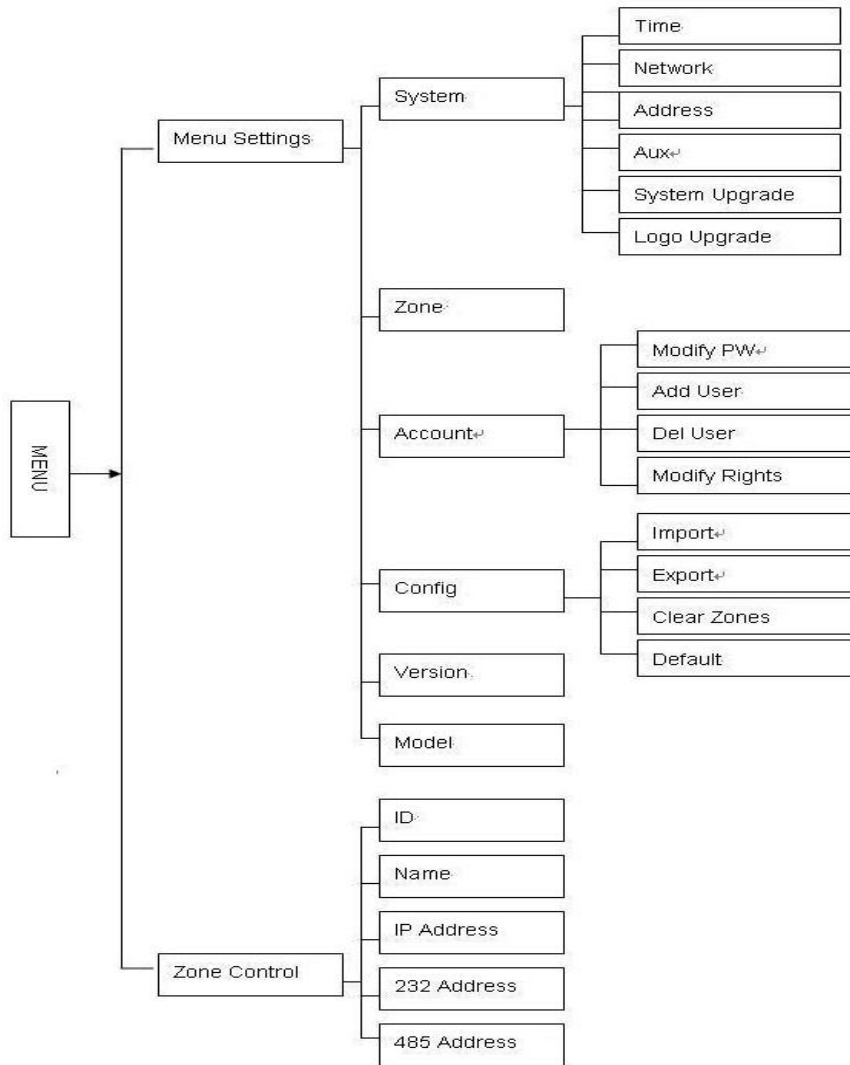 MENU
Menu Settings
System
Time
Network
Address
Aux
System Upgrade
Logo Upgrade
Zone
Account
Modify PW
Add User
Del User
Modify Rights
Config
Import
Export
Clear Zones
Default
Version
Model
Zone Control
ID
Name
IP Address
232 Address
485 Address